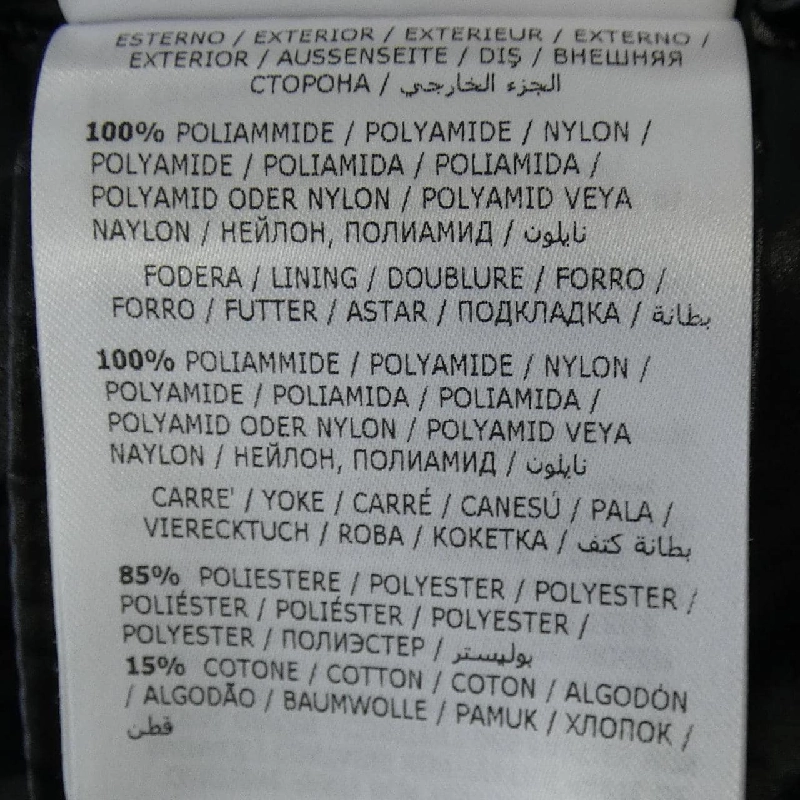 ESTERNO / EXTERIOR / EXTERIEUR / EXTERNO /
EXTERIOR / AUSSENSEITE / DIŞ / ВНЕШНЯЯ
СТОРОНА / الجزء الخارجي
100% POLIAMMIDE / POLYAMIDE / NYLON /
POLYAMIDE / POLIAMIDA / POLIAMIDA /
POLYAMID ODER NYLON / POLYAMID VEYA
NAYLON / НЕЙЛОН, ПОЛИАМИД / نايلون
FODERA / LINING / DOUBLURE / FORRO /
FORRO / FUTTER / ASTAR / ПОДКЛАДКА / بطانة
100% POLIAMMIDE / POLYAMIDE / NYLON /
POLYAMIDE / POLIAMIDA / POLIAMIDA /
POLYAMID ODER NYLON / POLYAMID VEYA
NAYLON / НЕЙЛОН, ПОЛИАМИД / نايلون
CARRE' / YOKE / CARRÉ / CANESÚ / PALA /
VIERECKTUCH / ROBA / КОКЕТКА / بطانة كتف
85% POLIESTERE / POLYESTER / POLYESTER /
POLIÉSTER / POLIÉSTER / POLYESTER /
POLYESTER / ПОЛИЭСТЕР / بوليستر
15% COTONE / COTTON / COTON / ALGODÓN
/ ALGODÃO / BAUMWOLLE / PAMUK / ХЛОПОК /
قطن